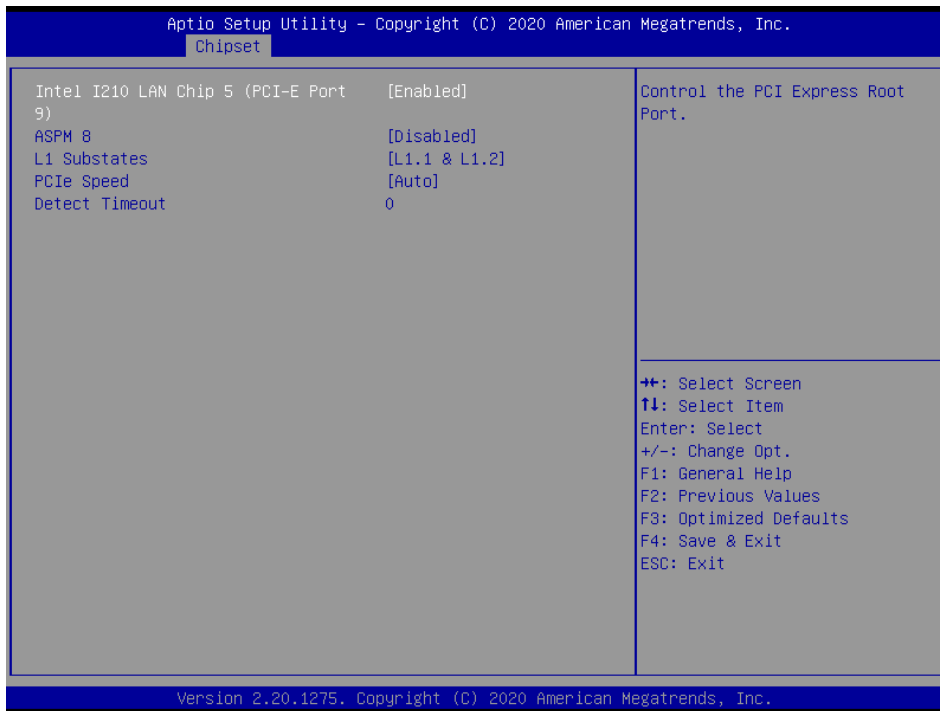 Aptio Setup Utility – Copyright (C) 2020 American Megatrends, Inc.
Chipset
Intel I210 LAN Chip 5 (PCI-E Port 9) [Enabled]
ASPM 8 [Disabled]
L1 Substates [L1.1 & L1.2]
PCIe Speed [Auto]
Detect Timeout 0
Control the PCI Express Root
Port.
→←: Select Screen
↑↓: Select Item
Enter: Select
+/-: Change Opt.
F1: General Help
F2: Previous Values
F3: Optimized Defaults
F4: Save & Exit
ESC: Exit
Version 2.20.1275. Copyright (C) 2020 American Megatrends, Inc.